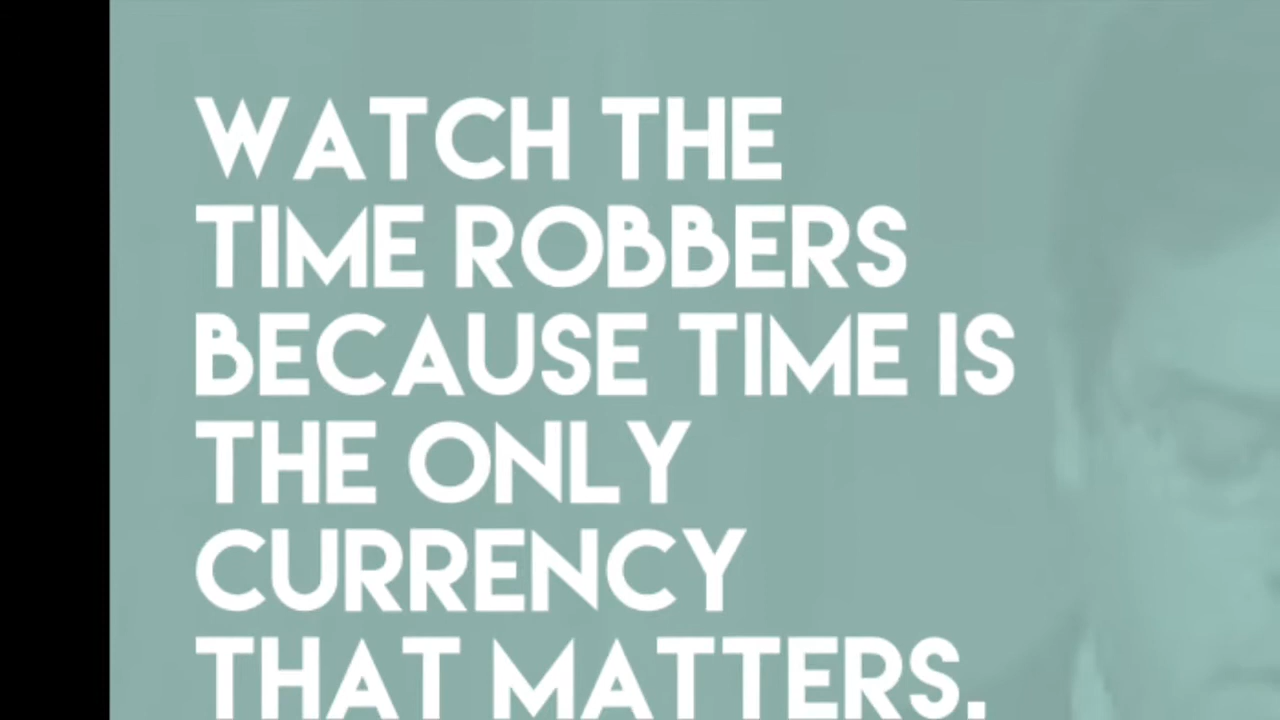 WATCH THE
TIME ROBBERS
BECAUSE TIME IS
THE ONLY
CURRENCY
THAT MATTERS.